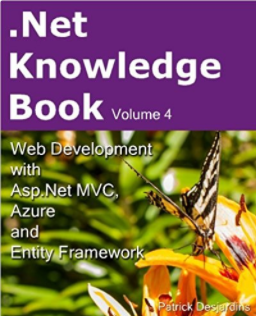 .Net
Knowledge
Book Volume 4
Web Development
with
Asp.Net MVC,
Azure
and
Entity Framework
Patrick Desjardins